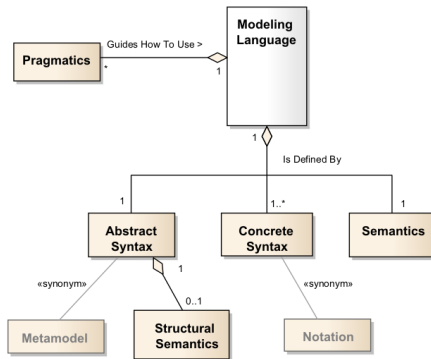 Modeling
Language
Guides How To Use >
Pragmatics
*
1
1
Is Defined By
1
1..*
1
Abstract
Syntax
Concrete
Syntax
Semantics
1
«synonym»
«synonym»
0..1
Metamodel
Structural
Semantics
Notation